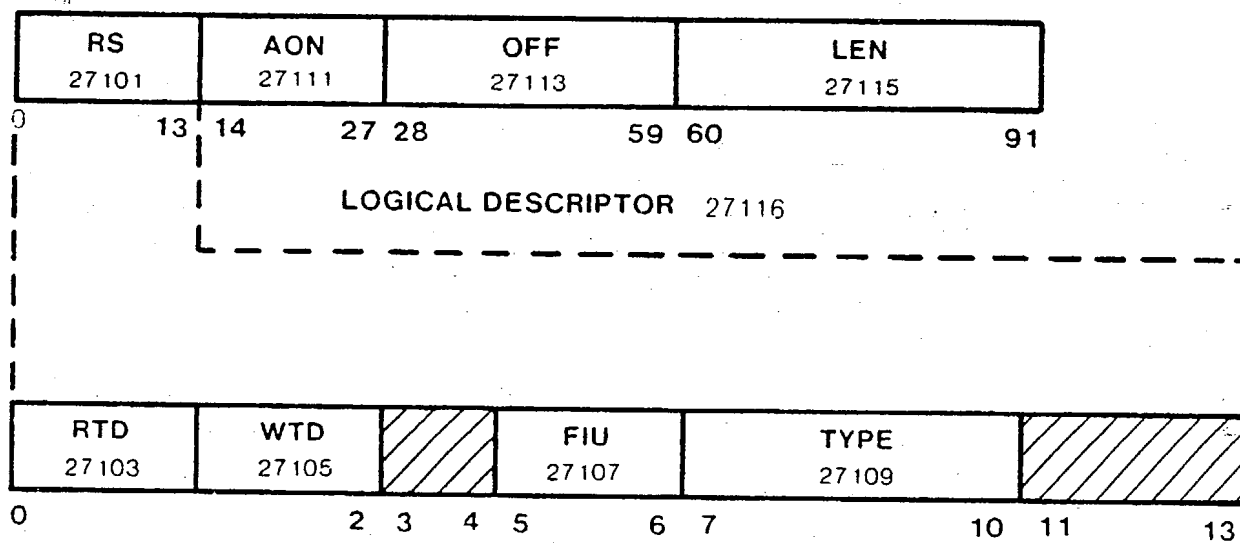 RS AON OFF LEN
27101 27111 27113 27115
0 13 14 27 28 59 60 91
LOGICAL DESCRIPTOR 27116
RTD WTD FIU TYPE
27103 27105 27107 27109
0 2 3 4 5 6 7 10 11 13